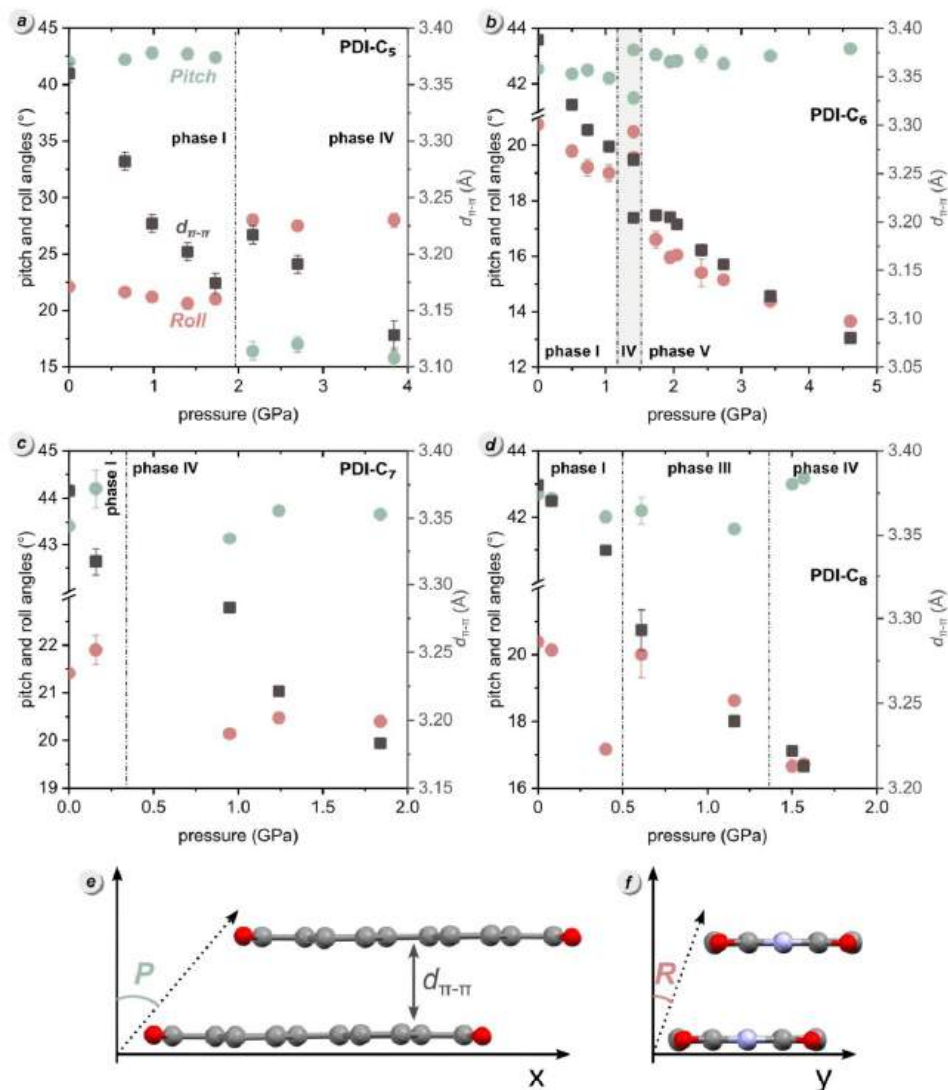 a
PDI-C5
Pitch
phase I
phase IV
dπ-π
Roll
pitch and roll angles (°)
45
40
35
30
25
20
15
dπ-π (Å)
3.40
3.35
3.30
3.25
3.20
3.15
3.10
0
1
2
3
4
pressure (GPa)
b
PDI-C6
phase I
IV
phase V
pitch and roll angles (°)
44
42
20
18
16
14
12
dπ-π (Å)
3.40
3.35
3.30
3.25
3.20
3.15
3.10
3.05
0
1
2
3
4
5
pressure (GPa)
c
phase I
phase IV
PDI-C7
pitch and roll angles (°)
45
44
43
22
21
20
19
dπ-π (Å)
3.40
3.35
3.30
3.25
3.20
3.15
0.0
0.5
1.0
1.5
2.0
pressure (GPa)
d
phase I
phase III
phase IV
PDI-C8
pitch and roll angles (°)
44
42
20
18
16
dπ-π (Å)
3.40
3.35
3.30
3.25
3.20
0.0
0.5
1.0
1.5
2.0
pressure (GPa)
e
P
dπ-π
x
f
R
y